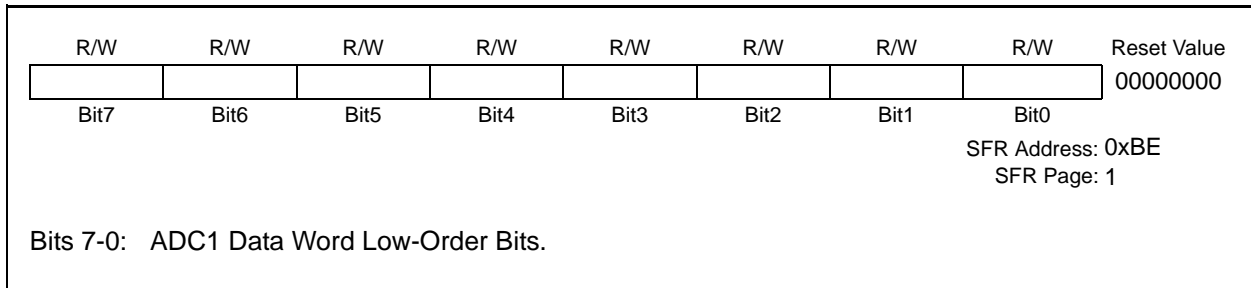 R/W R/W R/W R/W R/W R/W R/W R/W Reset Value
00000000
Bit7 Bit6 Bit5 Bit4 Bit3 Bit2 Bit1 Bit0
SFR Address: 0xBE
SFR Page: 1
Bits 7-0: ADC1 Data Word Low-Order Bits.